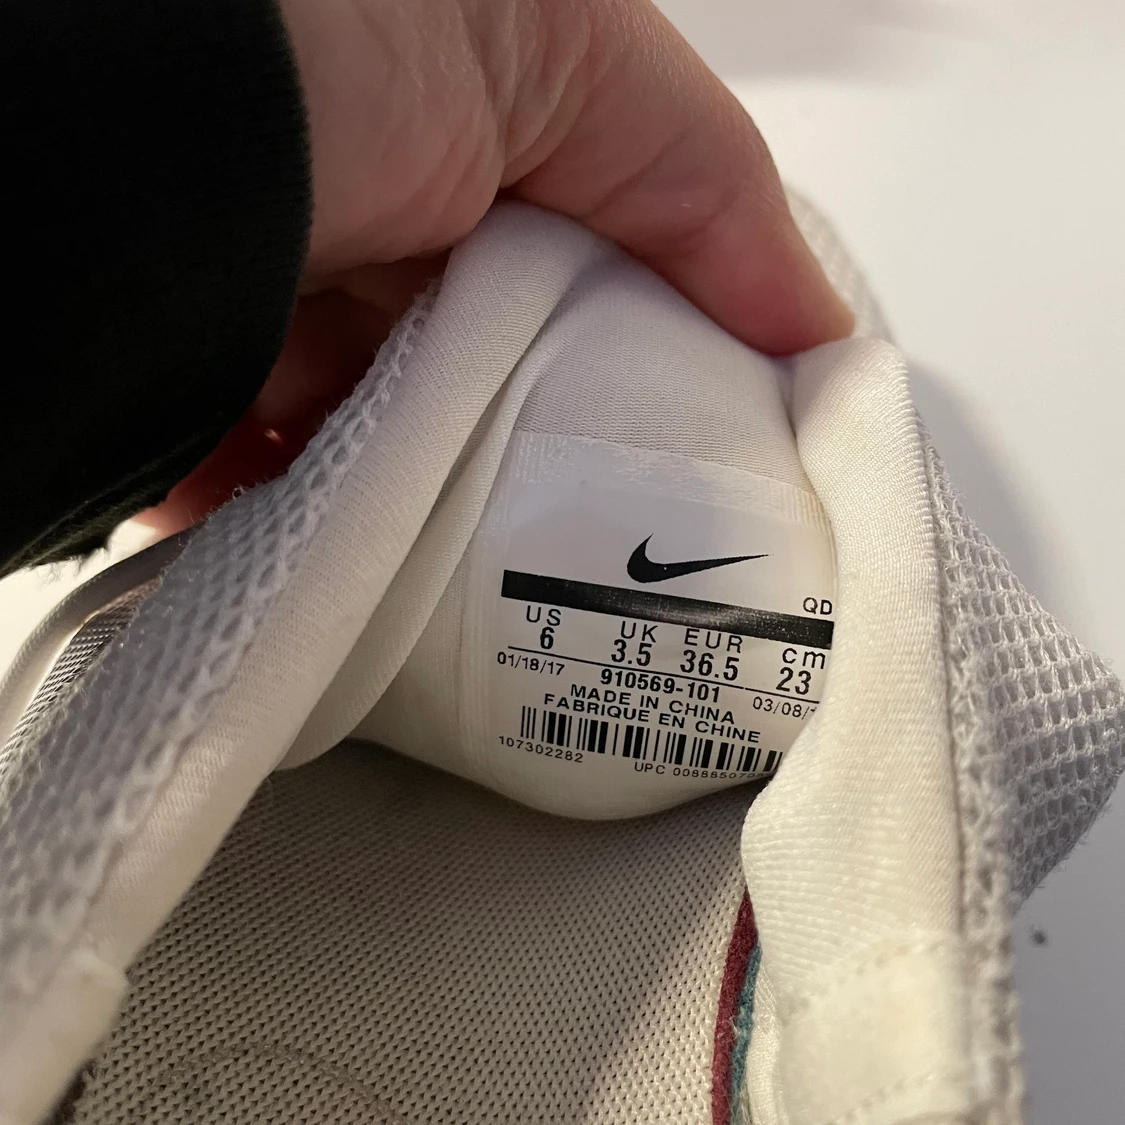 QD
US UK EUR cm
6 3.5 36.5 23
01/18/17 910569-101 03/08/
MADE IN CHINA
FABRIQUE EN CHINE
107302282
UPC